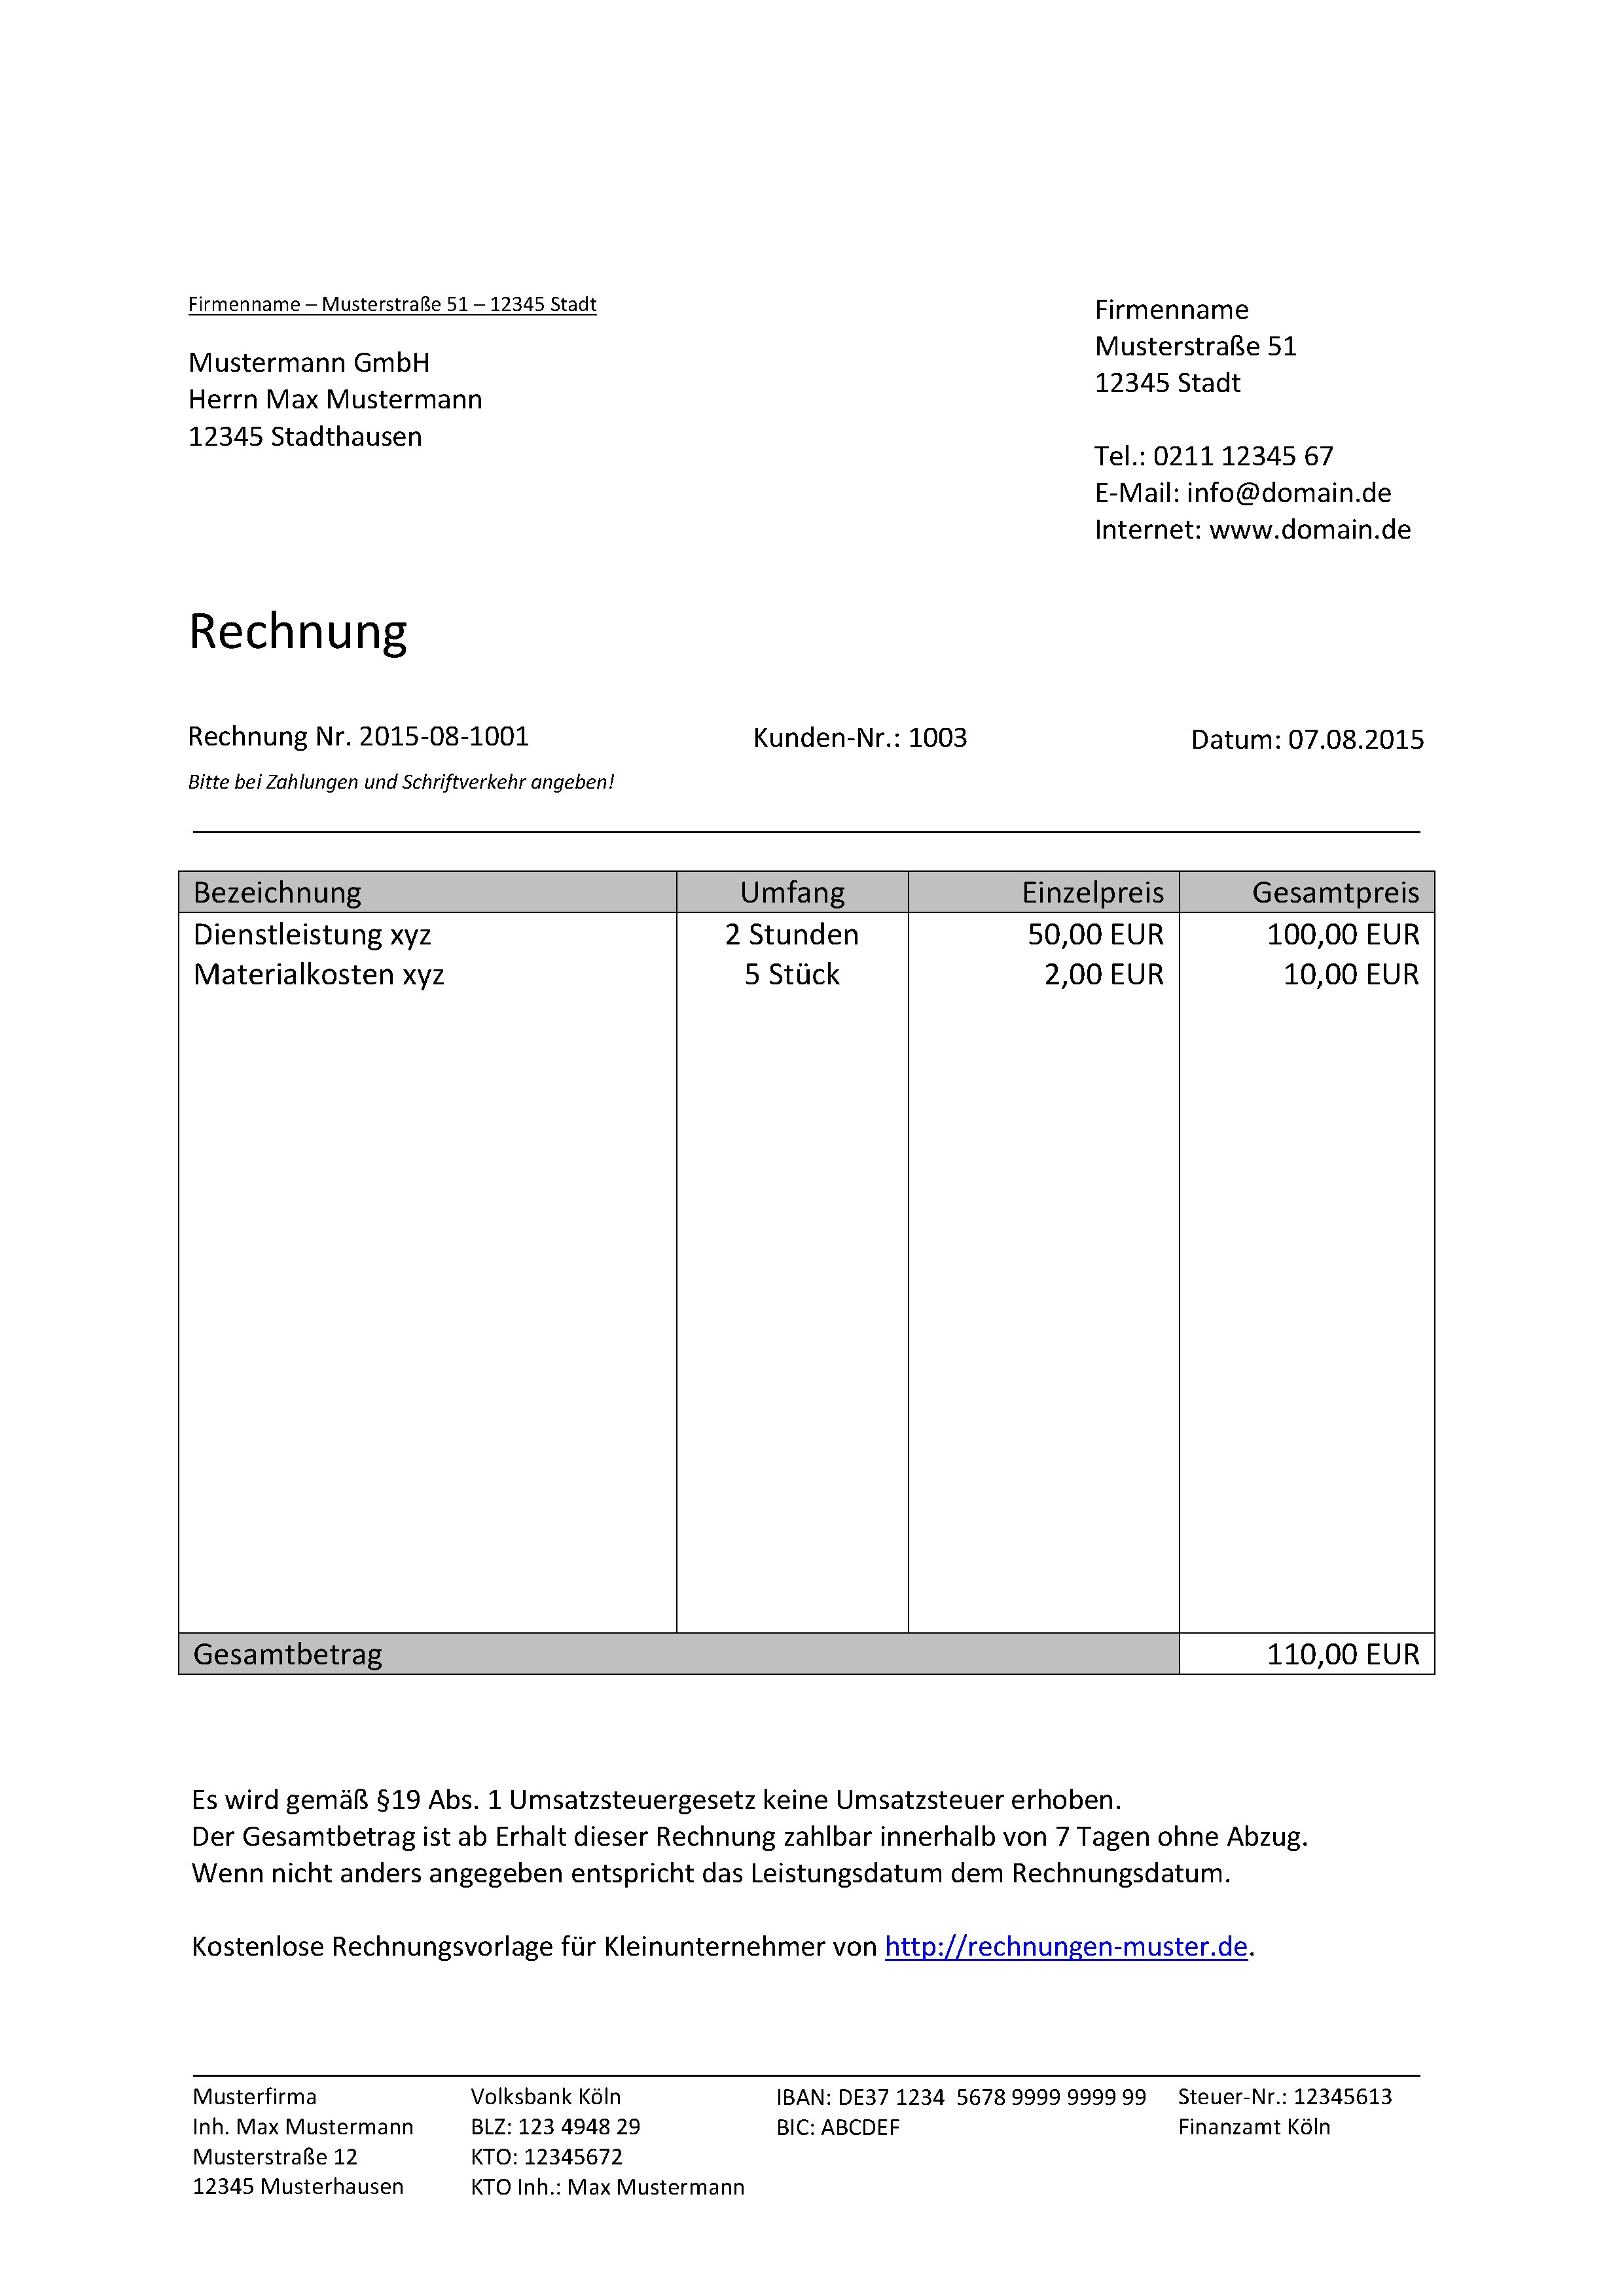 Firmenname – Musterstraße 51 – 12345 Stadt
Mustermann GmbH
Herrn Max Mustermann
12345 Stadthausen
Firmenname
Musterstraße 51
12345 Stadt
Tel.: 0211 12345 67
E-Mail: info@domain.de
Internet: www.domain.de
Rechnung
Rechnung Nr. 2015-08-1001 Kunden-Nr.: 1003 Datum: 07.08.2015
Bitte bei Zahlungen und Schriftverkehr angeben!
Bezeichnung Umfang Einzelpreis Gesamtpreis
Dienstleistung xyz 2 Stunden 50,00 EUR 100,00 EUR
Materialkosten xyz 5 Stück 2,00 EUR 10,00 EUR
Gesamtbetrag 110,00 EUR
Es wird gemäß §19 Abs. 1 Umsatzsteuergesetz keine Umsatzsteuer erhoben.
Der Gesamtbetrag ist ab Erhalt dieser Rechnung zahlbar innerhalb von 7 Tagen ohne Abzug.
Wenn nicht anders angegeben entspricht das Leistungsdatum dem Rechnungsdatum.
Kostenlose Rechnungsvorlage für Kleinunternehmer von http://rechnungen-muster.de.
Musterfirma
Inh. Max Mustermann
Musterstraße 12
12345 Musterhausen
Volksbank Köln
BLZ: 123 4948 29
KTO: 12345672
KTO Inh.: Max Mustermann
IBAN: DE37 1234  5678 9999 9999 99
BIC: ABCDEF
Steuer-Nr.: 12345613
Finanzamt Köln